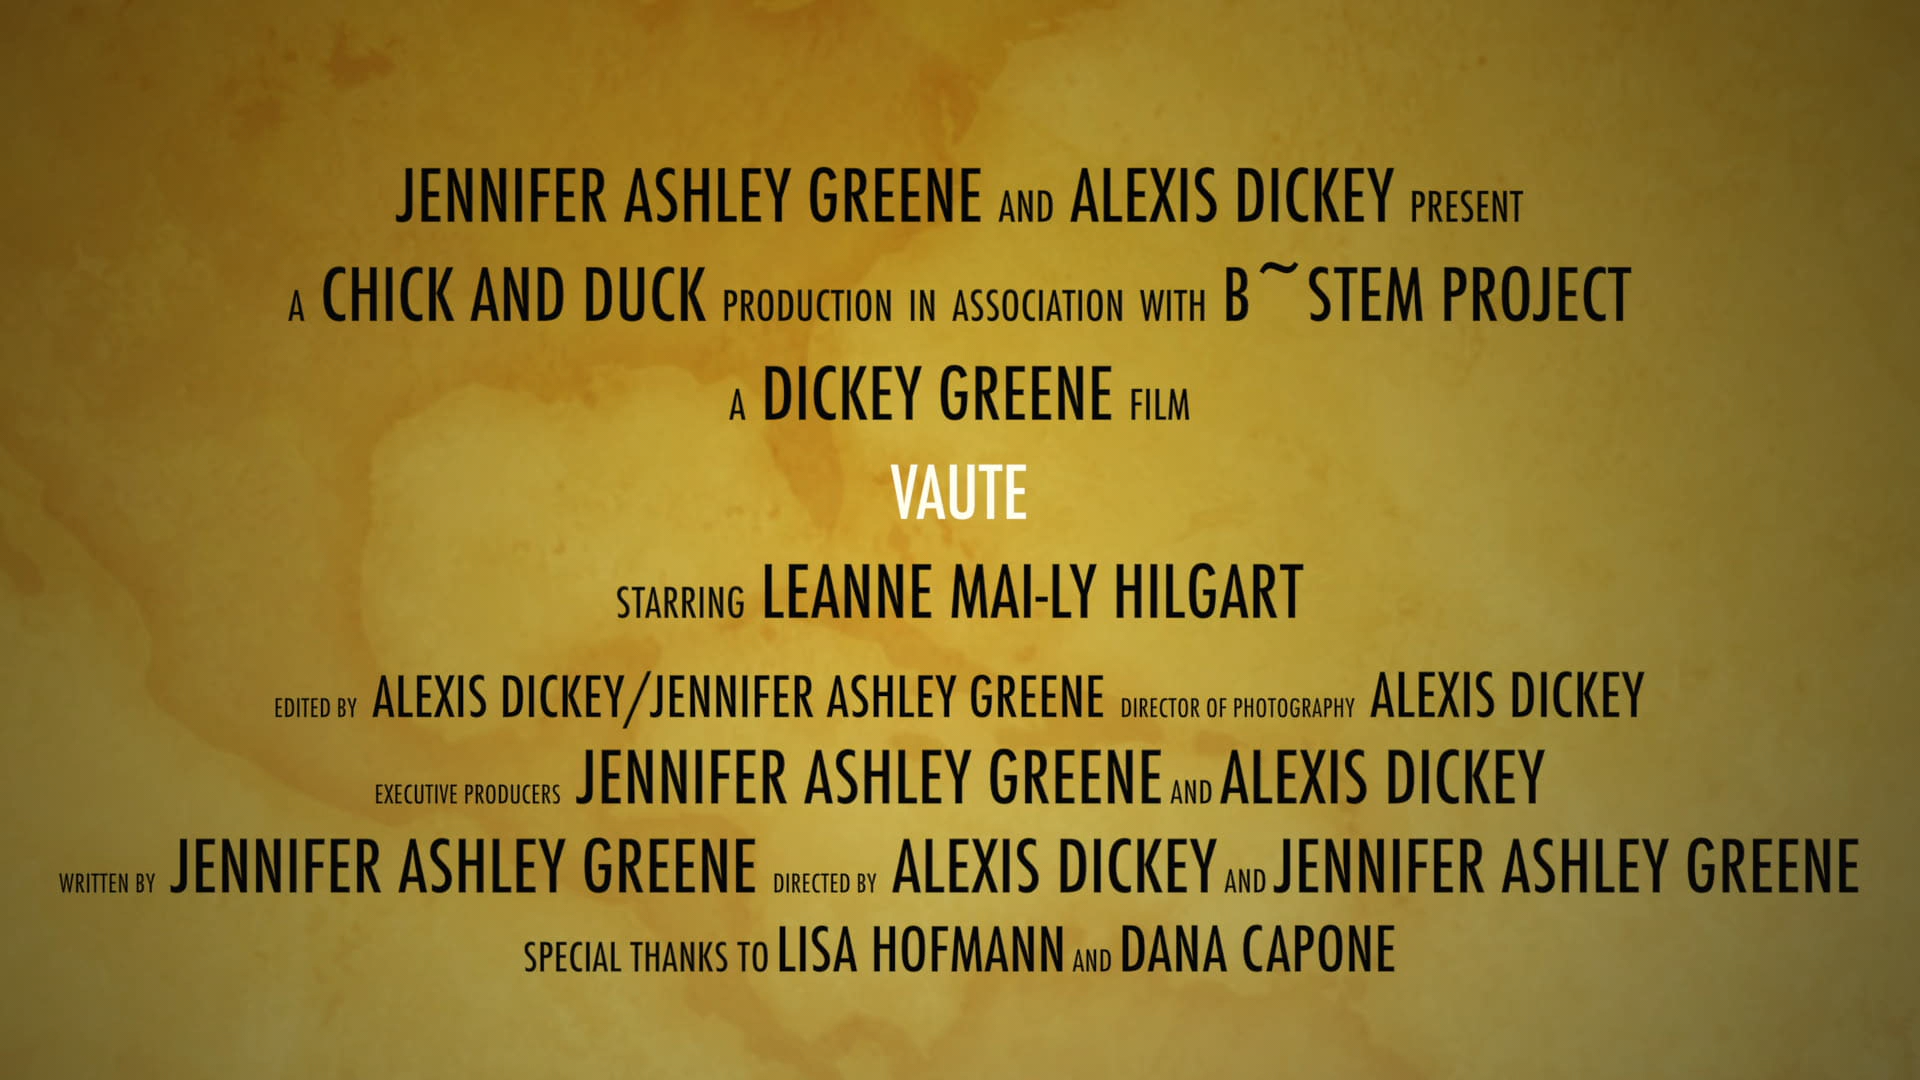 JENNIFER ASHLEY GREENE AND ALEXIS DICKEY PRESENT
A CHICK AND DUCK PRODUCTION IN ASSOCIATION WITH B~STEM PROJECT
A DICKEY GREENE FILM
VAUTE
STARRING LEANNE MAI-LY HILGART
EDITED BY ALEXIS DICKEY/JENNIFER ASHLEY GREENE DIRECTOR OF PHOTOGRAPHY ALEXIS DICKEY
EXECUTIVE PRODUCERS JENNIFER ASHLEY GREENE AND ALEXIS DICKEY
WRITTEN BY JENNIFER ASHLEY GREENE DIRECTED BY ALEXIS DICKEY AND JENNIFER ASHLEY GREENE
SPECIAL THANKS TO LISA HOFMANN AND DANA CAPONE